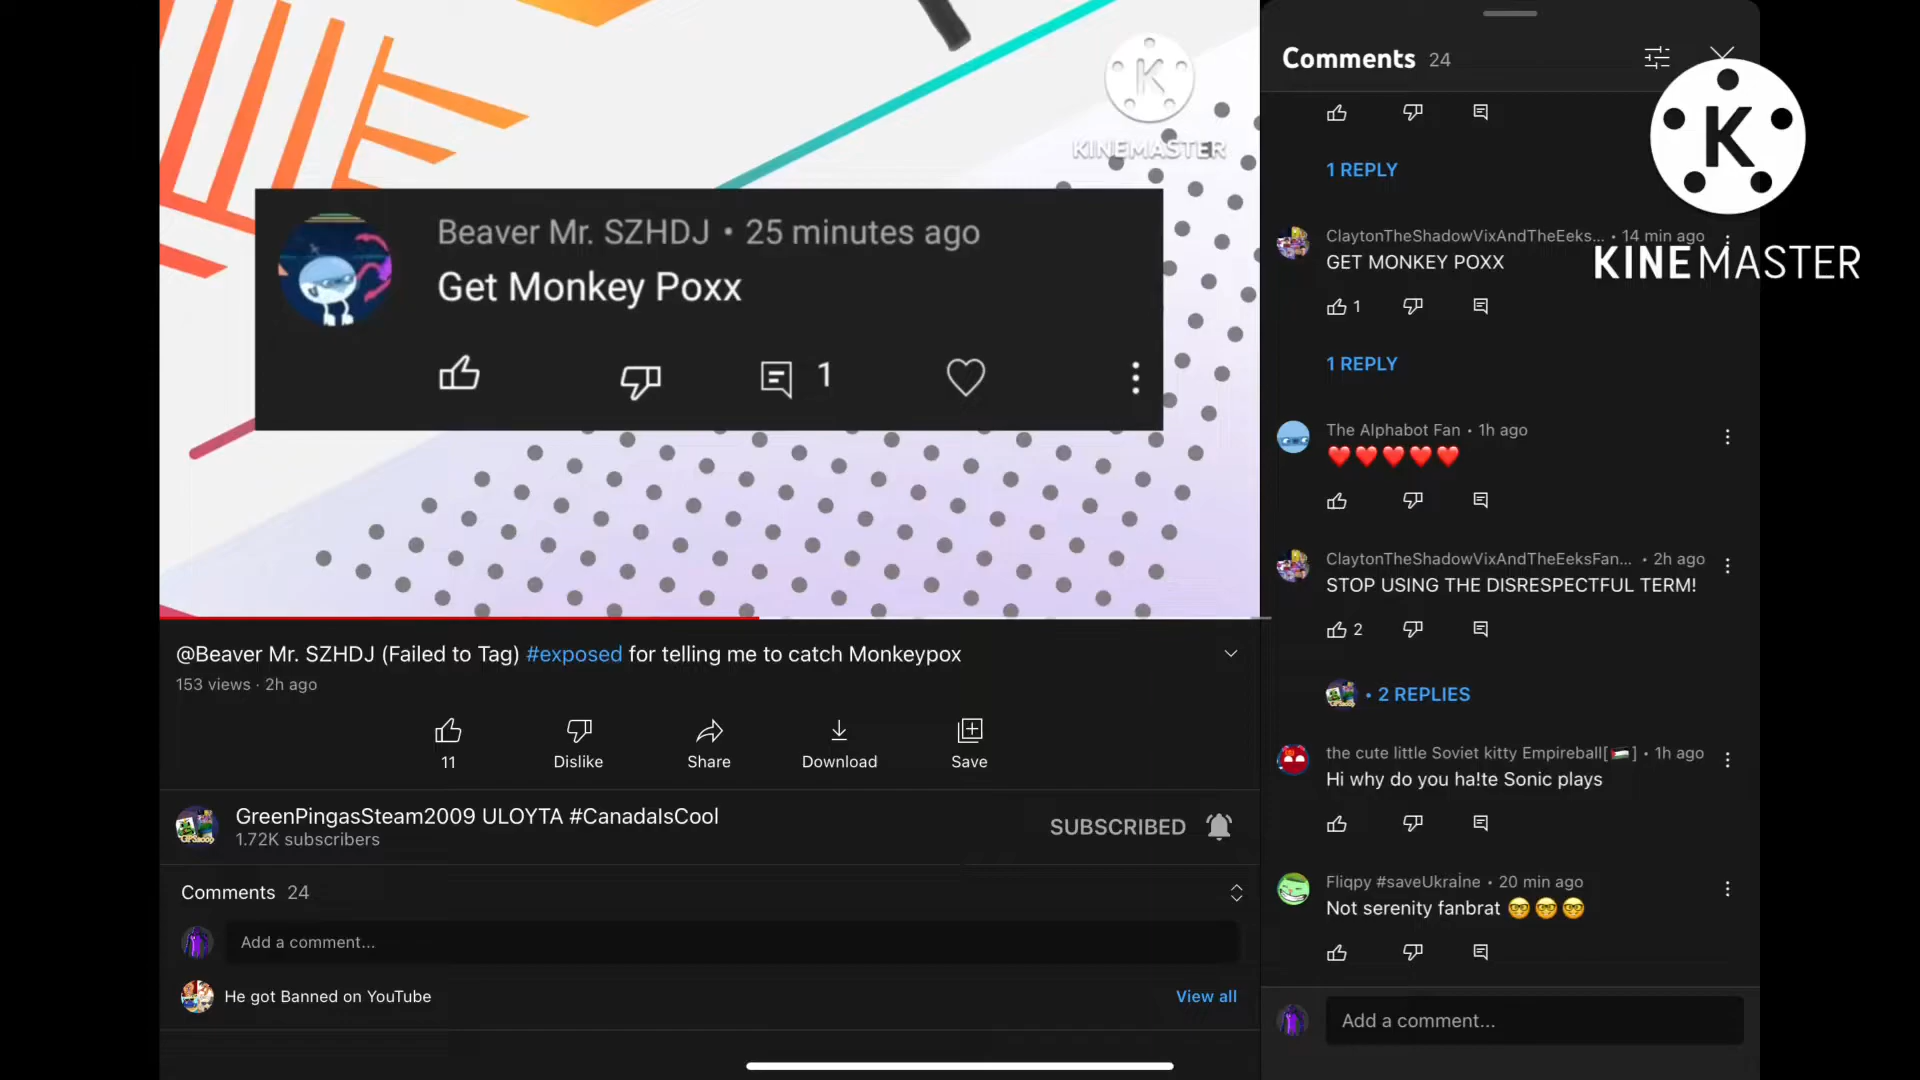 KINEMASTER
Beaver Mr. SZHDJ • 25 minutes ago
Get Monkey Poxx
1
@Beaver Mr. SZHDJ (Failed to Tag) #exposed for telling me to catch Monkeypox
153 views · 2h ago
11
Dislike
Share
Download
Save
GreenPingasSteam2009 ULOYTA #CanadaIsCool
1.72K subscribers
SUBSCRIBED
Comments 24
Add a comment...
He got Banned on YouTube
View all
Comments 24
1 REPLY
K
KINEMASTER
ClaytonTheShadowVixAndTheEeks... • 14 min ago
GET MONKEY POXX
1
1 REPLY
The Alphabot Fan • 1h ago
❤️❤️❤️❤️❤️
ClaytonTheShadowVixAndTheEeksFan... • 2h ago
STOP USING THE DISRESPECTFUL TERM!
2
• 2 REPLIES
the cute little Soviet kitty Empireball[🇵🇸] • 1h ago
Hi why do you ha!te Sonic plays
Fliqpy #saveUkraİne • 20 min ago
Not serenity fanbrat 🤓🤓🤓
Add a comment...